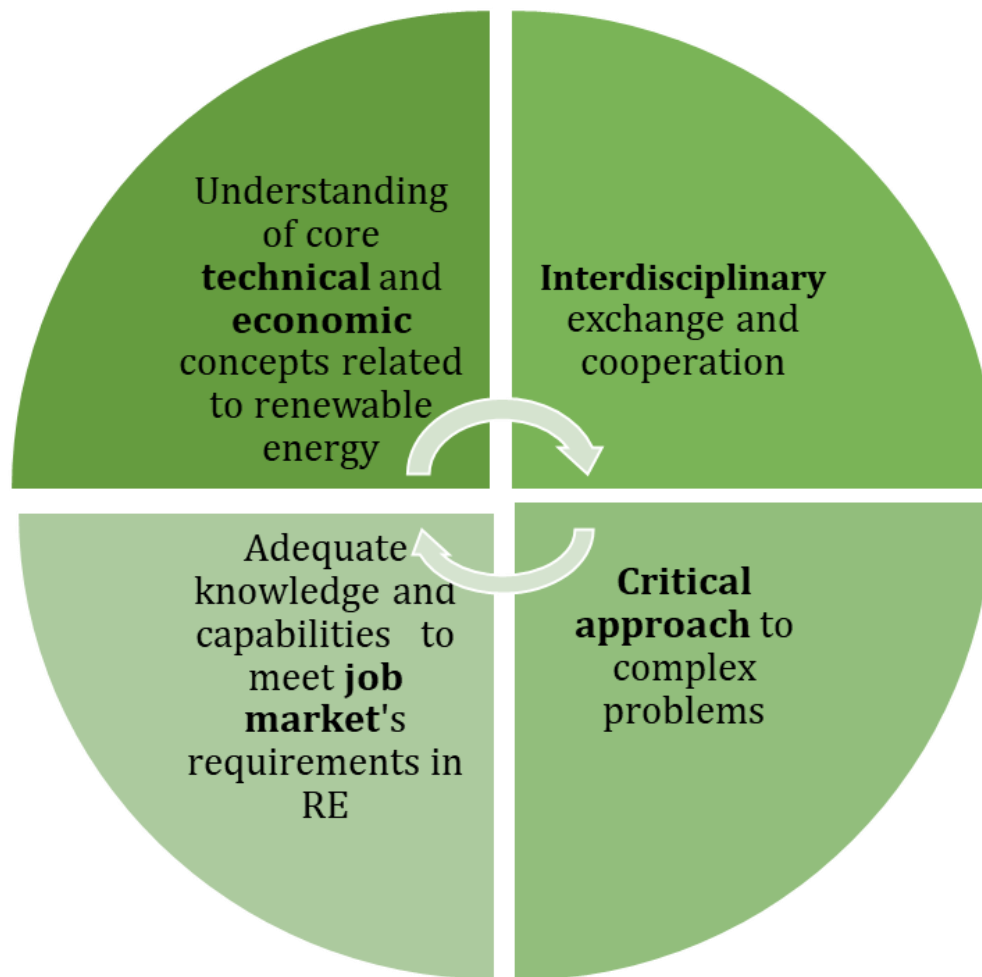 Understanding
of core
technical and
economic
concepts related
to renewable
energy
Interdisciplinary
exchange and
cooperation
Adequate
knowledge and
capabilities to
meet job
market's
requirements in
RE
Critical
approach to
complex
problems